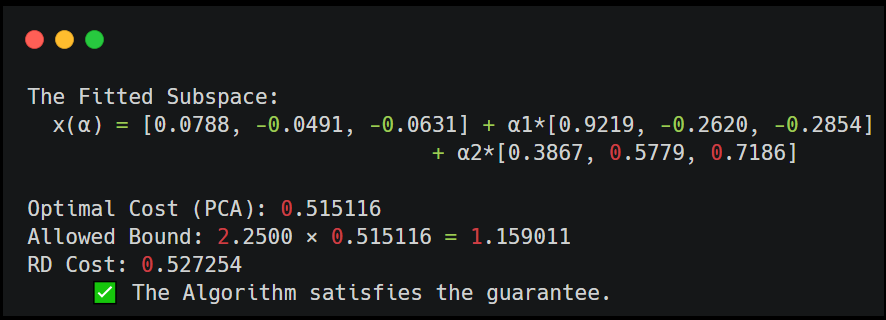 The Fitted Subspace:
x(α) = [0.0788, -0.0491, -0.0631] + α1*[0.9219, -0.2620, -0.2854]
+ α2*[0.3867, 0.5779, 0.7186]
Optimal Cost (PCA): 0.515116
Allowed Bound: 2.2500 × 0.515116 = 1.159011
RD Cost: 0.527254
✅ The Algorithm satisfies the guarantee.